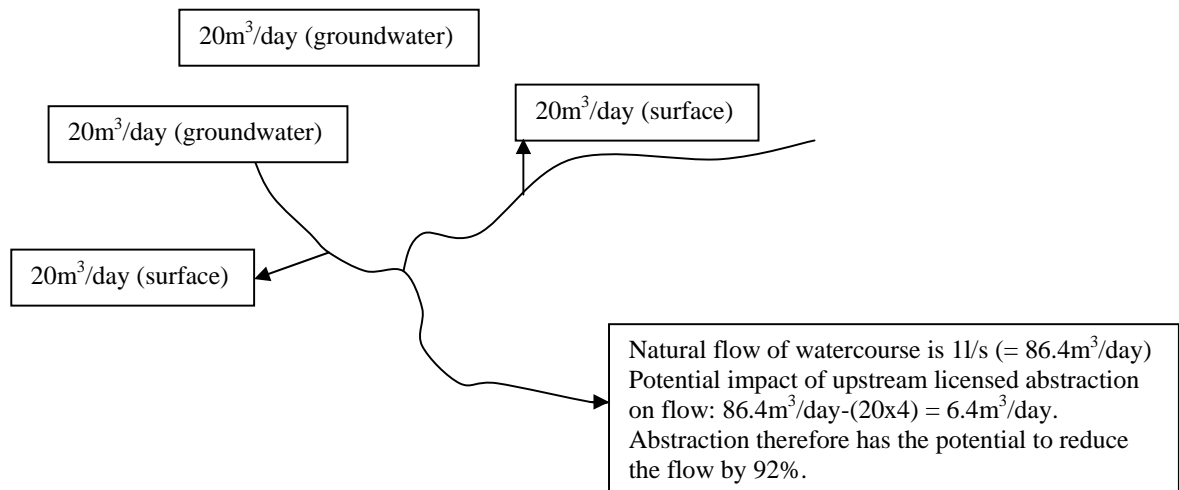 20m³/day (groundwater)
20m³/day (surface)
20m³/day (groundwater)
20m³/day (surface)
Natural flow of watercourse is 1l/s (= 86.4m³/day)
Potential impact of upstream licensed abstraction
on flow: 86.4m³/day-(20x4) = 6.4m³/day.
Abstraction therefore has the potential to reduce
the flow by 92%.